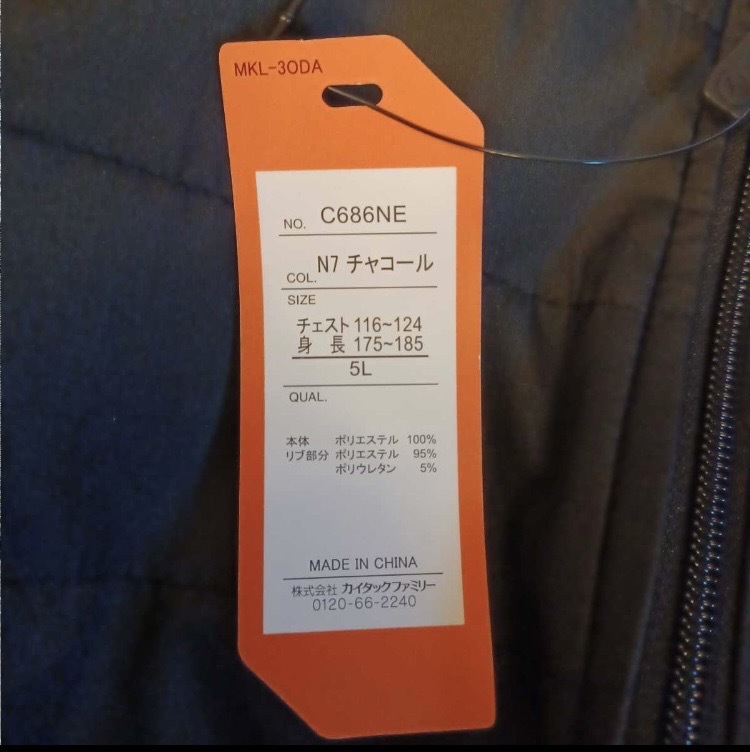 MKL-3ODA
NO. C686NE
COL. N7 チャコール
SIZE
チェスト 116~124
身 長 175~185
5L
QUAL.
本体 ポリエステル 100%
リブ部分 ポリエステル 95%
ポリウレタン 5%
MADE IN CHINA
株式会社 カイタックファミリー
0120-66-2240